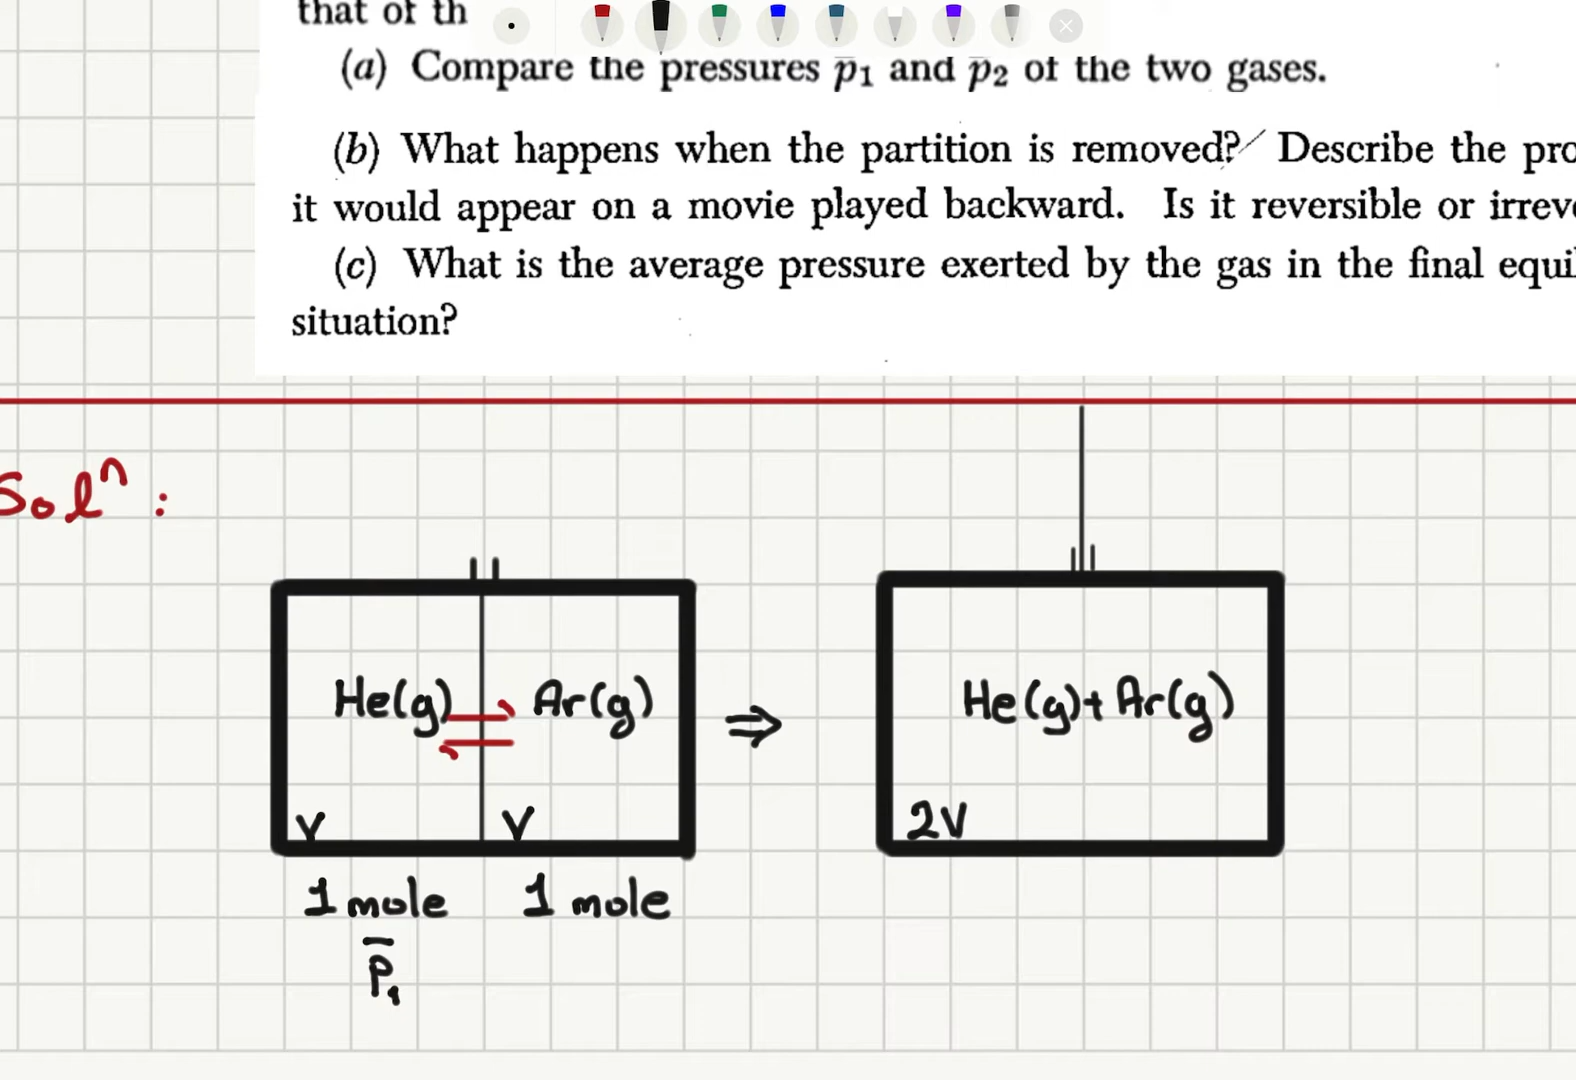 that of th
(a) Compare the pressures p̄1 and p̄2 of the two gases.
(b) What happens when the partition is removed? Describe the pro
it would appear on a movie played backward. Is it reversible or irreve
(c) What is the average pressure exerted by the gas in the final equil
situation?
Solⁿ :
He(g) ⇌ Ar(g) ⇒ He(g)+ Ar(g)
V V 2V
1 mole 1 mole
p̄₁